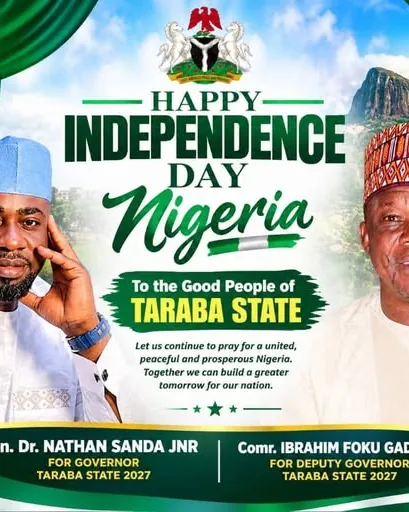 HAPPY
INDEPENDENCE
DAY
Nigeria
To the Good People of
TARABA STATE
Let us continue to pray for a united,
peaceful and prosperous Nigeria.
Together we can build a greater
tomorrow for our nation.
n. Dr. NATHAN SANDA JNR
FOR GOVERNOR
TARABA STATE 2027
Comr. IBRAHIM FOKU GAD
FOR DEPUTY GOVERNOR
TARABA STATE 2027